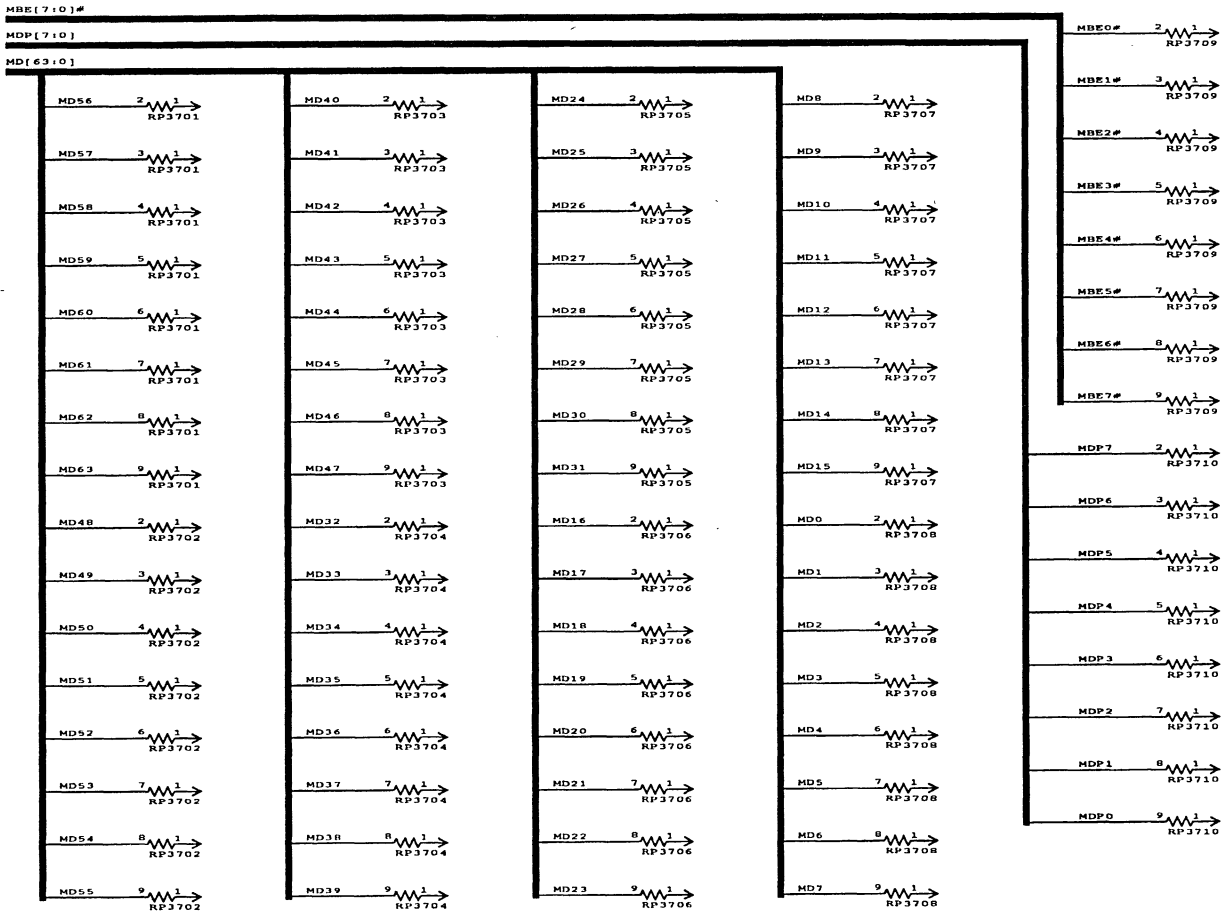 MBE[7:0]#
MDP[7:0]
MD[63:0]
MD56 2 1
RP3701
MD57 3 1
RP3701
MD58 4 1
RP3701
MD59 5 1
RP3701
MD60 6 1
RP3701
MD61 7 1
RP3701
MD62 8 1
RP3701
MD63 9 1
RP3701
MD48 2 1
RP3702
MD49 3 1
RP3702
MD50 4 1
RP3702
MD51 5 1
RP3702
MD52 6 1
RP3702
MD53 7 1
RP3702
MD54 8 1
RP3702
MD55 9 1
RP3702
MD40 2 1
RP3703
MD41 3 1
RP3703
MD42 4 1
RP3703
MD43 5 1
RP3703
MD44 6 1
RP3703
MD45 7 1
RP3703
MD46 8 1
RP3703
MD47 9 1
RP3703
MD32 2 1
RP3704
MD33 3 1
RP3704
MD34 4 1
RP3704
MD35 5 1
RP3704
MD36 6 1
RP3704
MD37 7 1
RP3704
MD38 8 1
RP3704
MD39 9 1
RP3704
MD24 2 1
RP3705
MD25 3 1
RP3705
MD26 4 1
RP3705
MD27 5 1
RP3705
MD28 6 1
RP3705
MD29 7 1
RP3705
MD30 8 1
RP3705
MD31 9 1
RP3705
MD16 2 1
RP3706
MD17 3 1
RP3706
MD18 4 1
RP3706
MD19 5 1
RP3706
MD20 6 1
RP3706
MD21 7 1
RP3706
MD22 8 1
RP3706
MD23 9 1
RP3706
MD8 2 1
RP3707
MD9 3 1
RP3707
MD10 4 1
RP3707
MD11 5 1
RP3707
MD12 6 1
RP3707
MD13 7 1
RP3707
MD14 8 1
RP3707
MD15 9 1
RP3707
MD0 2 1
RP3708
MD1 3 1
RP3708
MD2 4 1
RP3708
MD3 5 1
RP3708
MD4 6 1
RP3708
MD5 7 1
RP3708
MD6 8 1
RP3708
MD7 9 1
RP3708
MBE0# 2 1
RP3709
MBE1# 3 1
RP3709
MBE2# 4 1
RP3709
MBE3# 5 1
RP3709
MBE4# 6 1
RP3709
MBE5# 7 1
RP3709
MBE6# 8 1
RP3709
MBE7# 9 1
RP3709
MDP7 2 1
RP3710
MDP6 3 1
RP3710
MDP5 4 1
RP3710
MDP4 5 1
RP3710
MDP3 6 1
RP3710
MDP2 7 1
RP3710
MDP1 8 1
RP3710
MDP0 9 1
RP3710